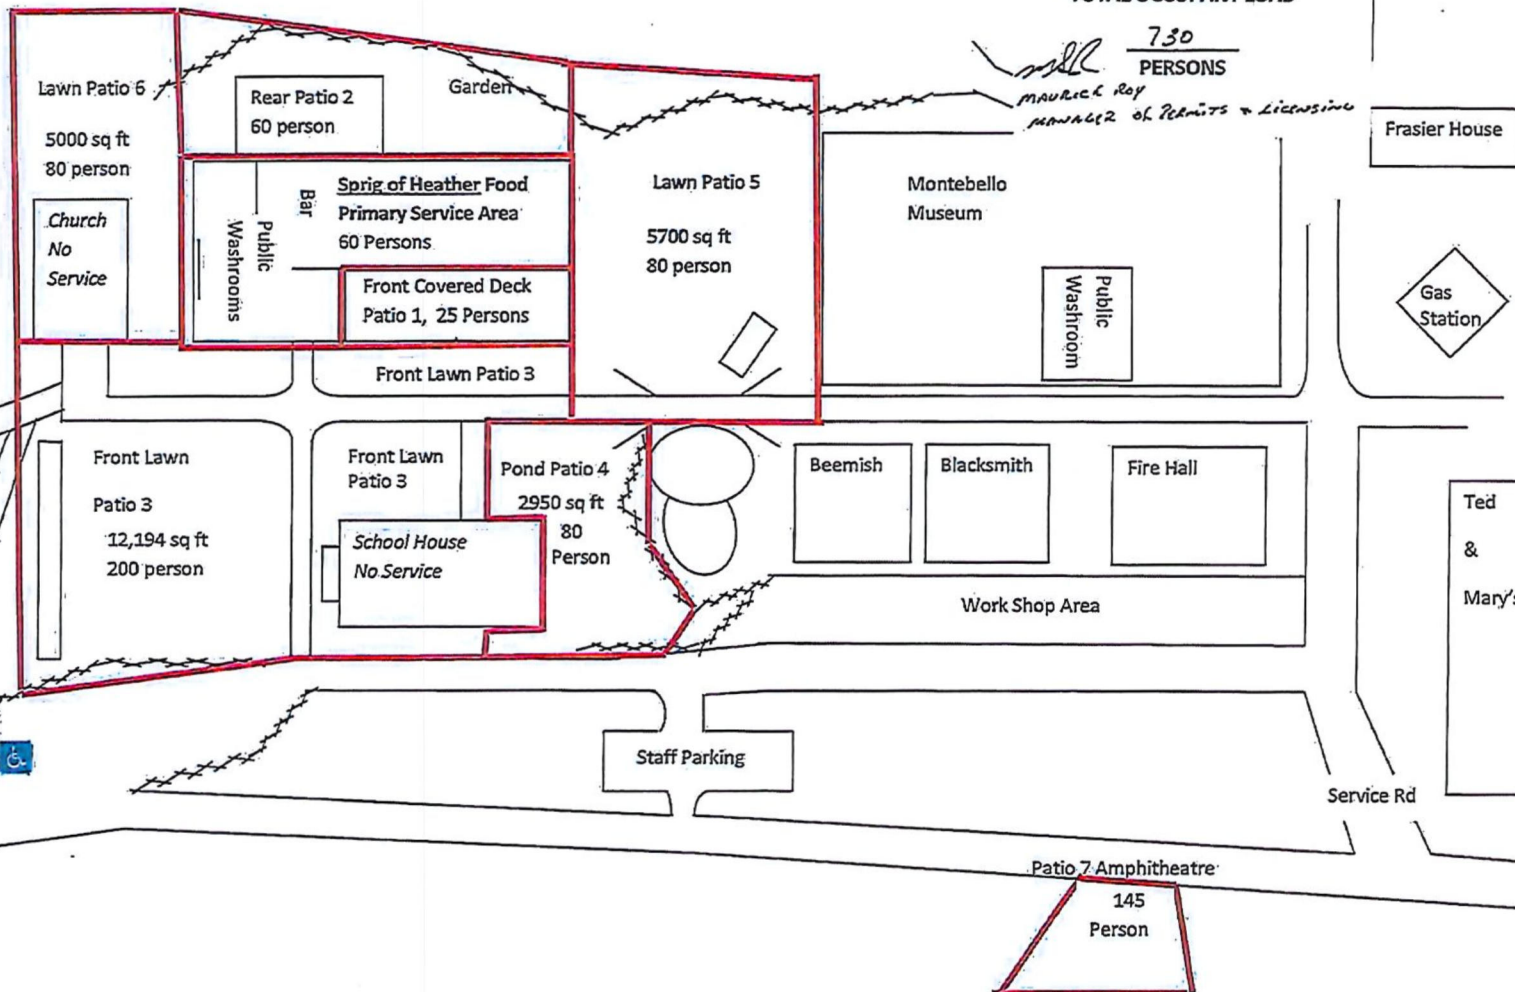 730
PERSONS
MAURICE ROY
MANAGER OF PERMITS & LICENSING
Lawn Patio 6
5000 sq ft
80 person
Church
No
Service
Rear Patio 2
60 person
Garden
Sprig of Heather Food
Primary Service Area
60 Persons
Bar
Public
Washrooms
Front Covered Deck
Patio 1, 25 Persons
Front Lawn Patio 3
Lawn Patio 5
5700 sq ft
80 person
Montebello
Museum
Public
Washroom
Frasier House
Gas
Station
Front Lawn
Patio 3
12,194 sq ft
200 person
Front Lawn
Patio 3
School House
No Service
Pond Patio 4
2950 sq ft
80
Person
Beemish
Blacksmith
Fire Hall
Work Shop Area
Ted
&
Mary's
Staff Parking
Service Rd
Patio 7 Amphitheatre
145
Person